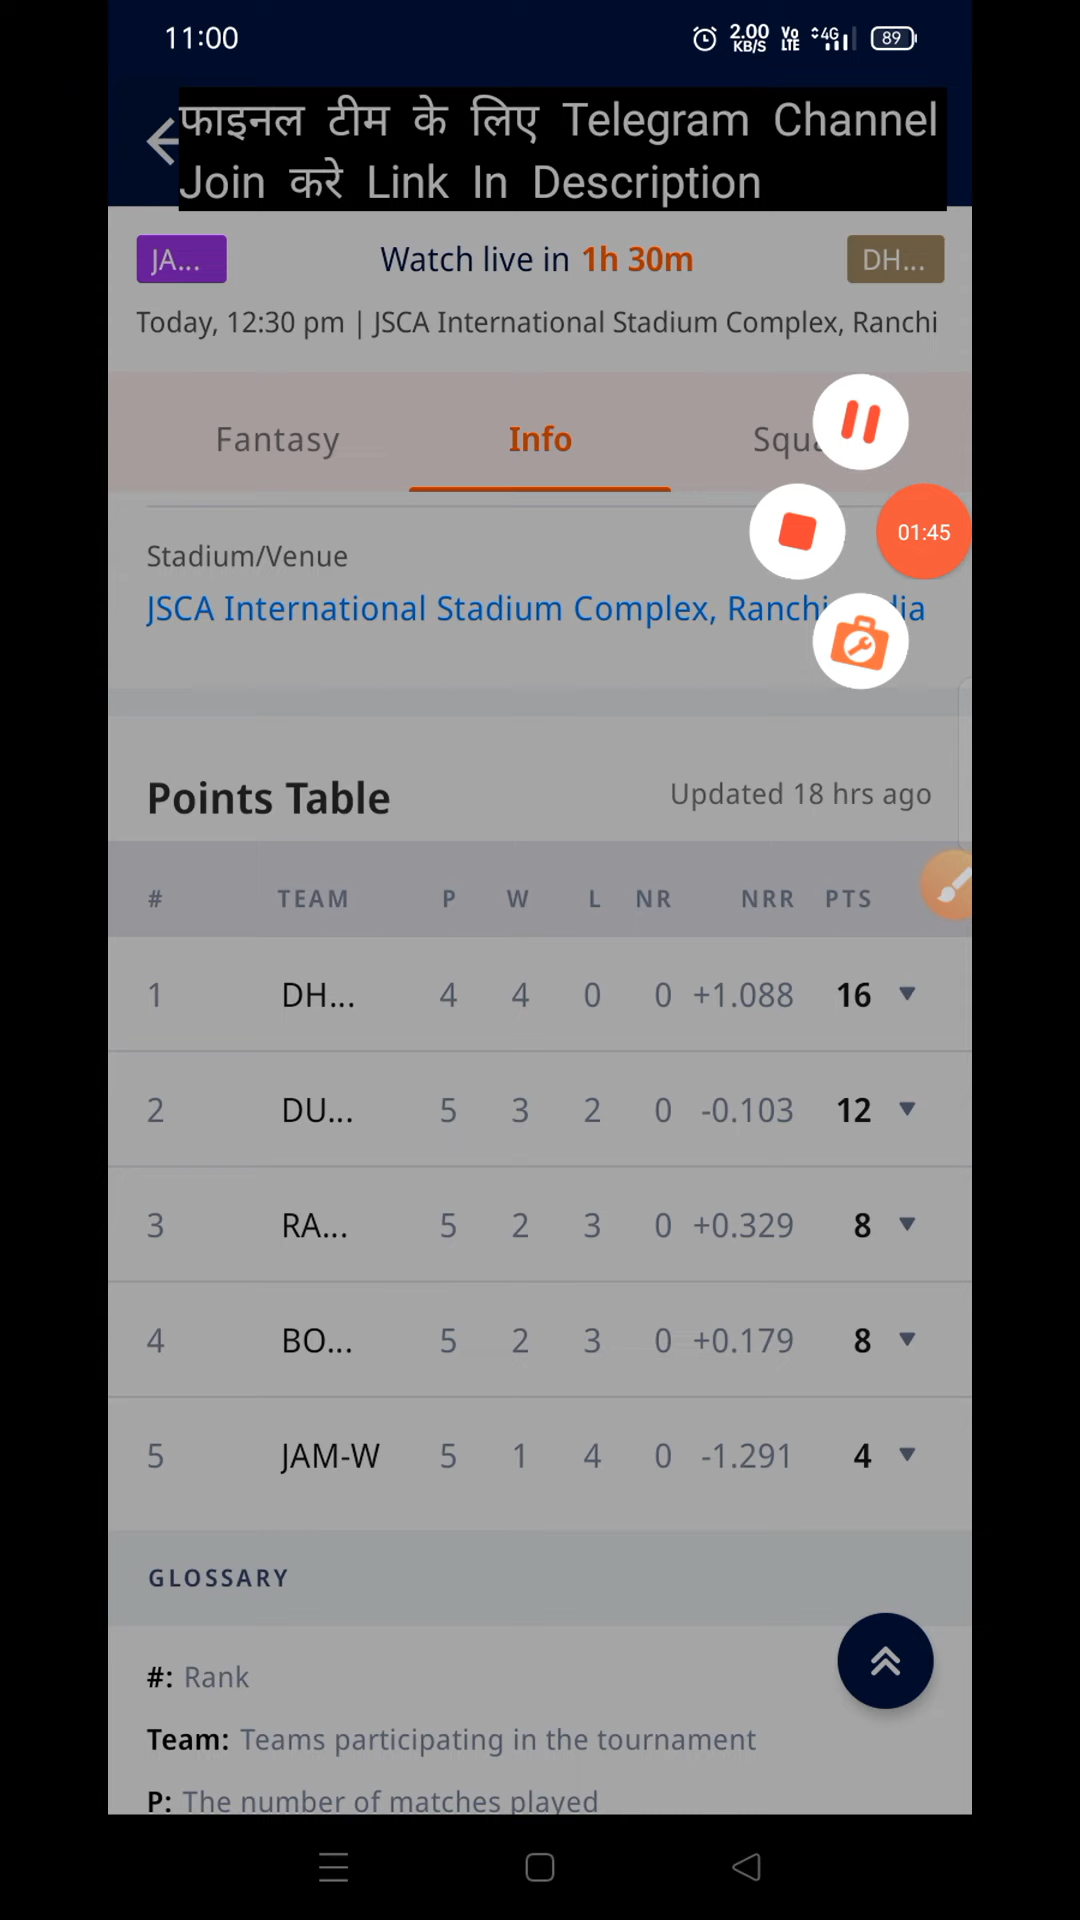 11:00 2.00 KB/S Vo LTE 4G 89
फाइनल टीम के लिए Telegram Channel
Join करे Link In Description
JA... Watch live in 1h 30m DH...
Today, 12:30 pm | JSCA International Stadium Complex, Ranchi
Fantasy Info Squ
01:45
Stadium/Venue
JSCA International Stadium Complex, Ranchi
Points Table Updated 18 hrs ago
# TEAM P W L NR NRR PTS
1 DH... 4 4 0 0 +1.088 16
2 DU... 5 3 2 0 -0.103 12
3 RA... 5 2 3 0 +0.329 8
4 BO... 5 2 3 0 +0.179 8
5 JAM-W 5 1 4 0 -1.291 4
GLOSSARY
#: Rank
Team: Teams participating in the tournament
P: The number of matches played